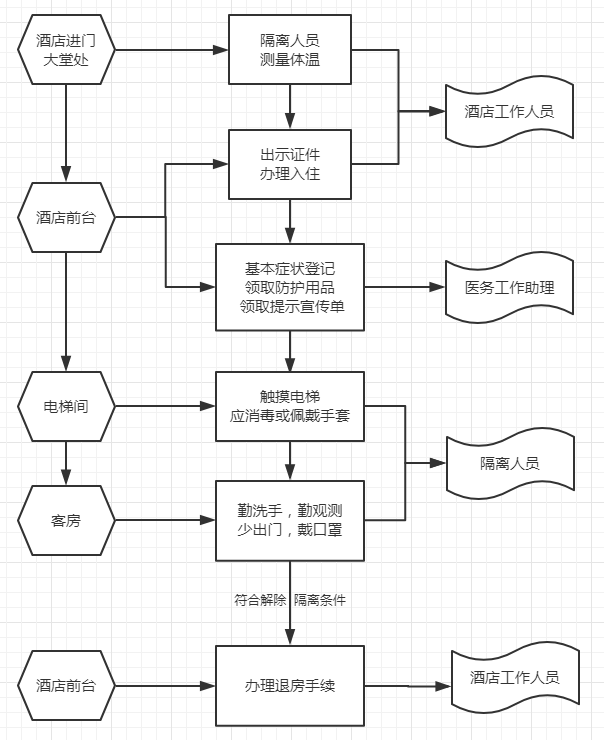 酒店进门
大堂处
隔离人员
测量体温
酒店工作人员
出示证件
办理入住
酒店前台
基本症状登记
领取防护用品
领取提示宣传单
医务工作助理
电梯间
触摸电梯
应消毒或佩戴手套
隔离人员
客房
勤洗手，勤观测
少出门，戴口罩
符合解除 隔离条件
酒店前台
办理退房手续
酒店工作人员